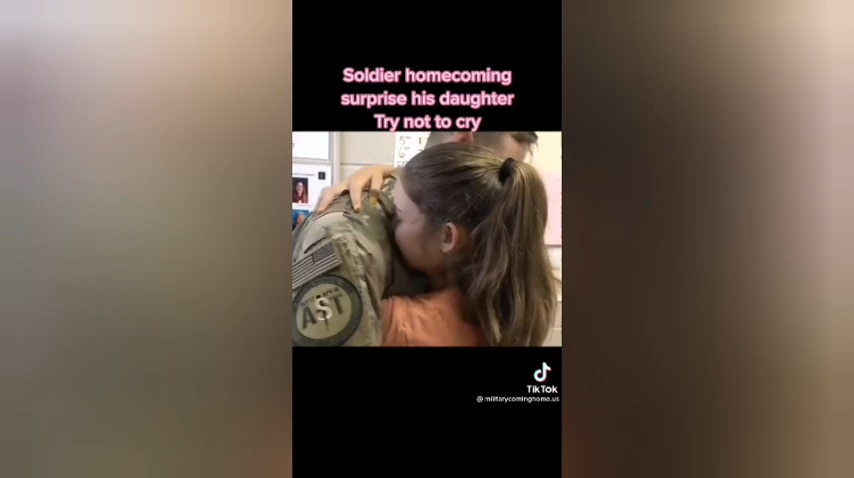 Soldier homecoming
surprise his daughter
Try not to cry
AST
TikTok
@militarycominghome.us